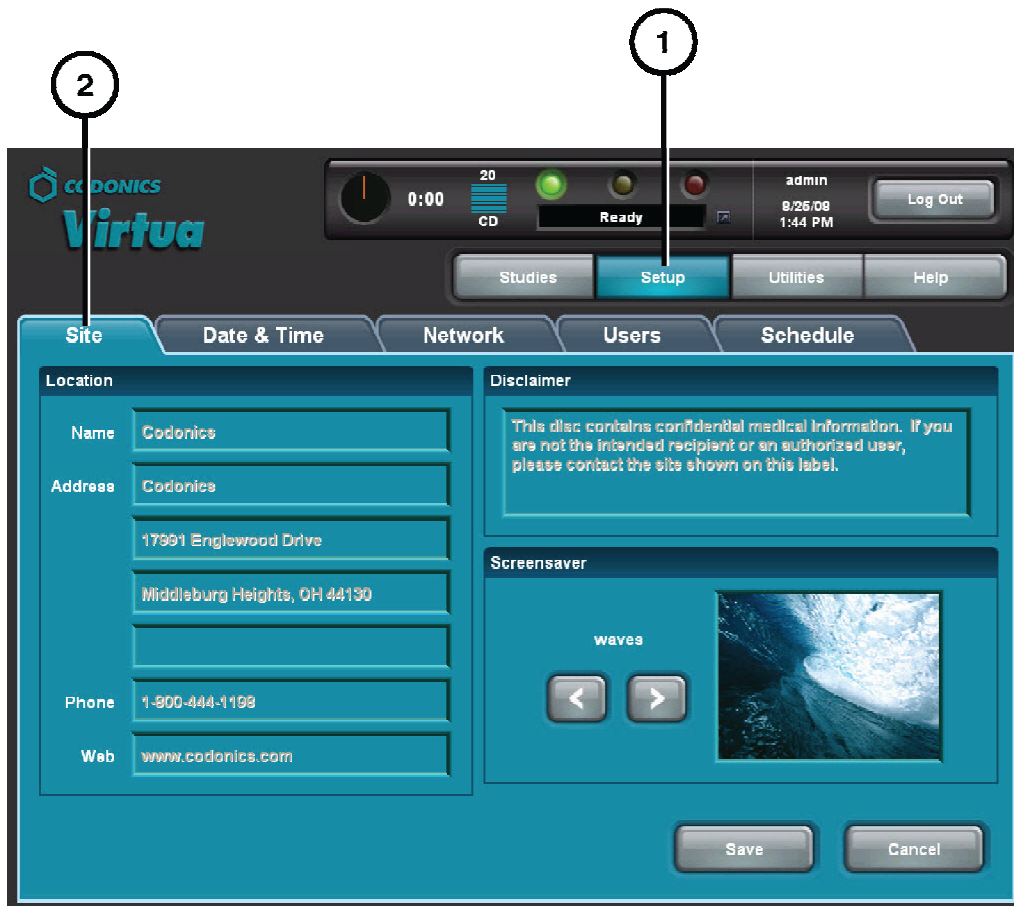 1
2
CODONICS
Virtua
0:00
20
CD
Ready
admin
8/25/08
1:44 PM
Log Out
Studies
Setup
Utilities
Help
Site
Date & Time
Network
Users
Schedule
Location
Name
Codonics
Address
Codonics
17991 Englewood Drive
Middleburg Heights, OH 44130
Phone
1-800-444-1198
Web
www.codonics.com
Disclaimer
This disc contains confidential medical information. If you
are not the intended recipient or an authorized user,
please contact the site shown on this label.
Screensaver
waves
<
>
Save
Cancel